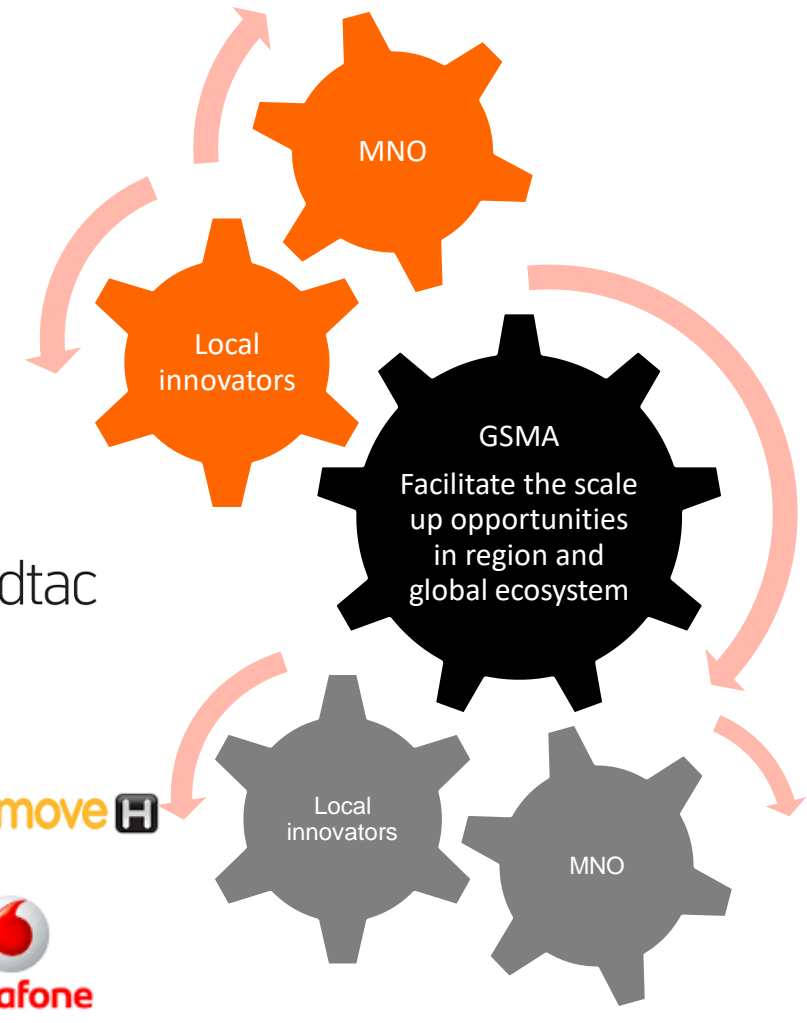 MNO
Local
innovators
GSMA
Facilitate the scale
up opportunities
in region and
global ecosystem
dtac
move H
Local
innovators
MNO
afone